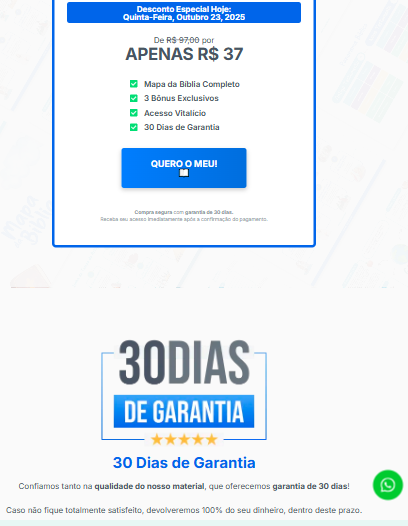 Desconto Especial Hoje:
Quinta-Feira, Outubro 23, 2025
De R$ 97,00 por
APENAS R$ 37
Mapa da Bíblia Completo
3 Bônus Exclusivos
Acesso Vitalício
30 Dias de Garantia
QUERO O MEU!
Compra segura com garantia de 30 dias.
Receba seu acesso imediatamente após a confirmação do pagamento.
30DIAS
DE GARANTIA
30 Dias de Garantia
Confiamos tanto na qualidade do nosso material, que oferecemos garantia de 30 dias!
Caso não fique totalmente satisfeito, devolveremos 100% do seu dinheiro, dentro deste prazo.